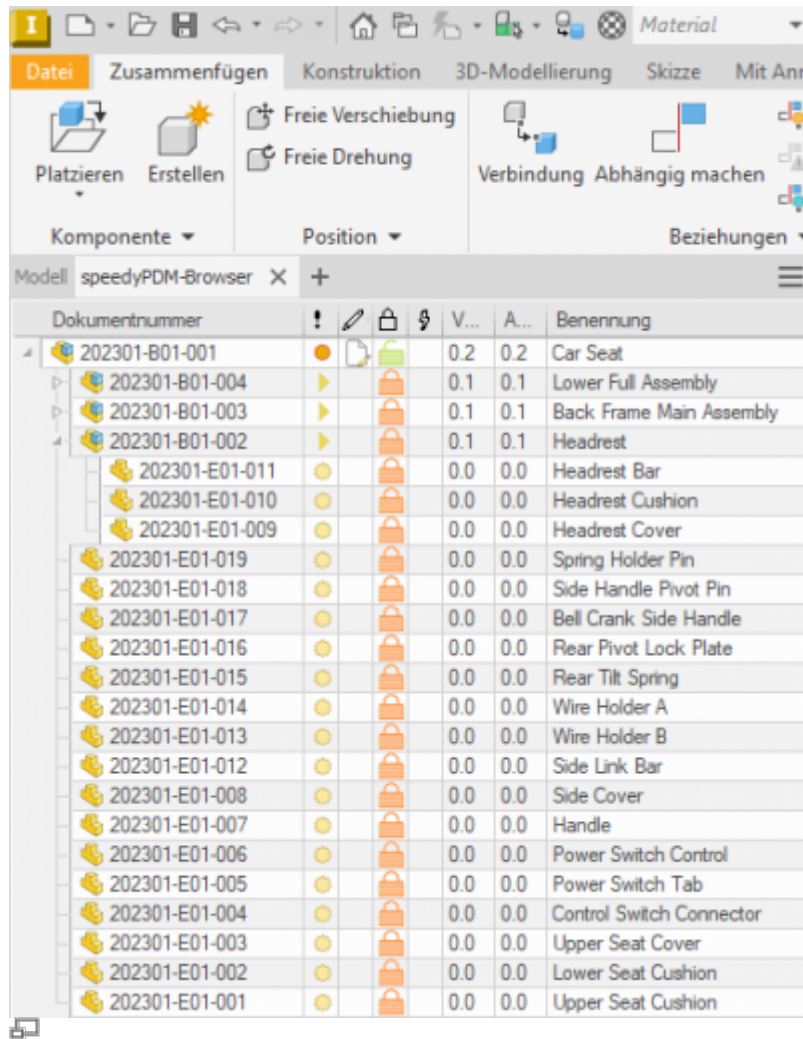 I Material
Datei Zusammenfügen Konstruktion 3D-Modellierung Skizze Mit Anr
Freie Verschiebung
Freie Drehung
Platzieren Erstellen Verbindung Abhängig machen
Komponente Position Beziehungen
Modell speedyPDM-Browser × +
Dokumentnummer ! V... A... Benennung
202301-B01-001 0.2 0.2 Car Seat
202301-B01-004 0.1 0.1 Lower Full Assembly
202301-B01-003 0.1 0.1 Back Frame Main Assembly
202301-B01-002 0.1 0.1 Headrest
202301-E01-011 0.0 0.0 Headrest Bar
202301-E01-010 0.0 0.0 Headrest Cushion
202301-E01-009 0.0 0.0 Headrest Cover
202301-E01-019 0.0 0.0 Spring Holder Pin
202301-E01-018 0.0 0.0 Side Handle Pivot Pin
202301-E01-017 0.0 0.0 Bell Crank Side Handle
202301-E01-016 0.0 0.0 Rear Pivot Lock Plate
202301-E01-015 0.0 0.0 Rear Tilt Spring
202301-E01-014 0.0 0.0 Wire Holder A
202301-E01-013 0.0 0.0 Wire Holder B
202301-E01-012 0.0 0.0 Side Link Bar
202301-E01-008 0.0 0.0 Side Cover
202301-E01-007 0.0 0.0 Handle
202301-E01-006 0.0 0.0 Power Switch Control
202301-E01-005 0.0 0.0 Power Switch Tab
202301-E01-004 0.0 0.0 Control Switch Connector
202301-E01-003 0.0 0.0 Upper Seat Cover
202301-E01-002 0.0 0.0 Lower Seat Cushion
202301-E01-001 0.0 0.0 Upper Seat Cushion